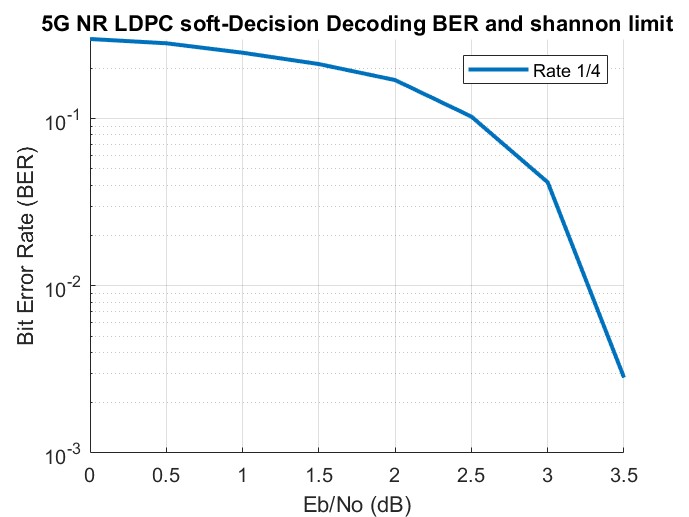 5G NR LDPC soft-Decision Decoding BER and shannon limit
Rate 1/4
Bit Error Rate (BER)
10^-1
10^-2
10^-3
0 0.5 1 1.5 2 2.5 3 3.5
Eb/No (dB)